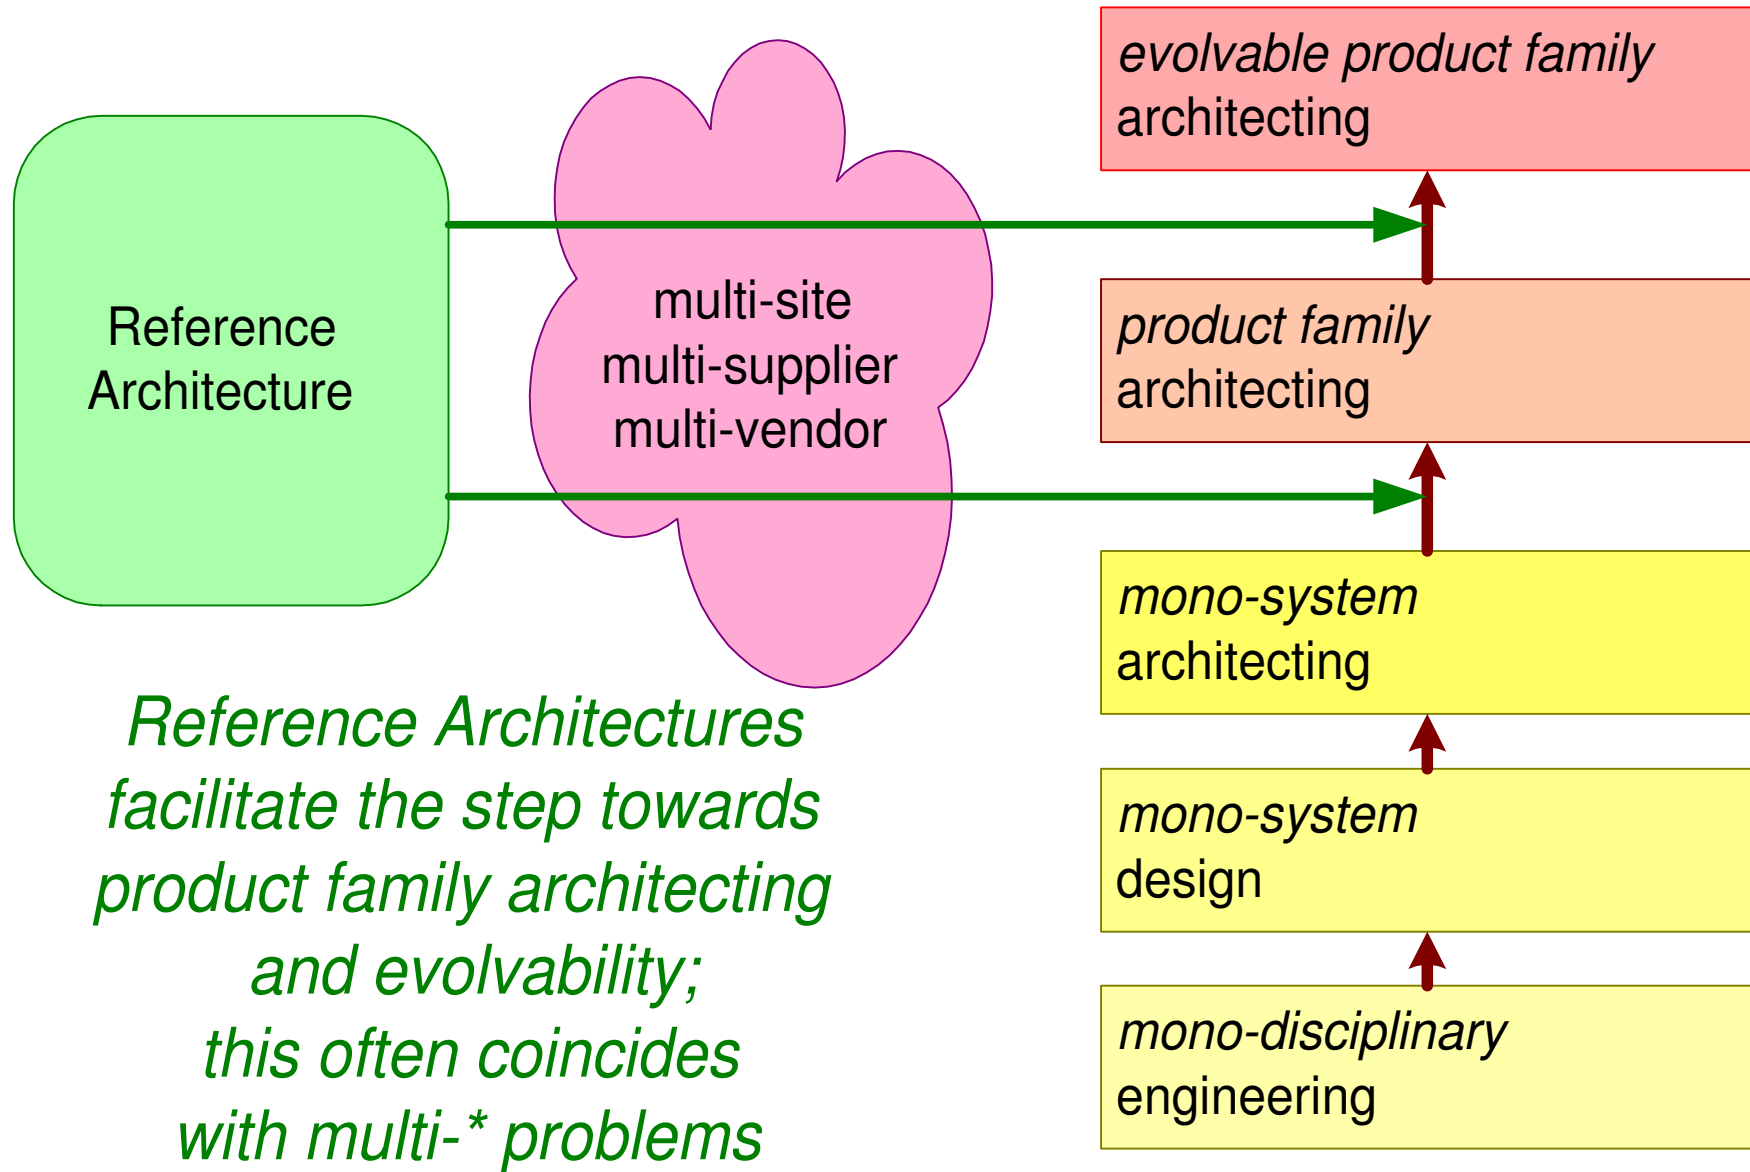 Reference
Architecture
multi-site
multi-supplier
multi-vendor
evolvable product family
architecting
product family
architecting
mono-system
architecting
mono-system
design
mono-disciplinary
engineering
Reference Architectures
facilitate the step towards
product family architecting
and evolvability;
this often coincides
with multi-* problems